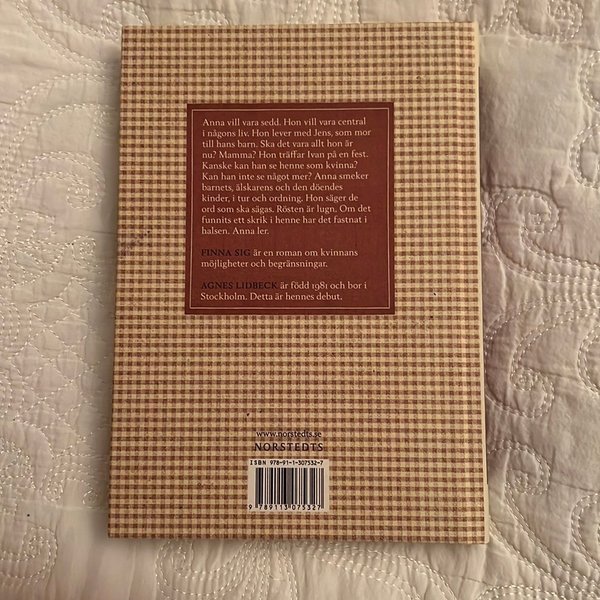 Anna vill vara sedd. Hon vill vara central
i någons liv. Hon lever med Jens, som mor
till hans barn. Ska det vara allt hon är
nu? Mamma? Hon träffar Ivan på en fest.
Kanske kan han se henne som kvinna?
Kan han inte se något mer? Anna smeker
barnets, älskarens och den döendes
kinder, i tur och ordning. Hon säger de
ord som ska sägas. Rösten är lugn. Om det
funnits ett skrik i henne har det fastnat i
halsen. Anna ler.
FINNA SIG är en roman om kvinnans
möjligheter och begränsningar.
AGNES LIDBECK är född 1981 och bor i
Stockholm. Detta är hennes debut.
www.norstedts.se
NORSTEDTS
ISBN 978-91-1-307532-7
9 789113 075327